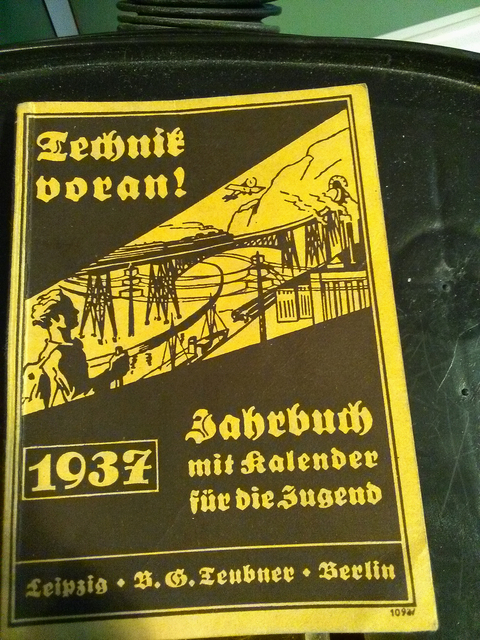 Technik
voran!
1937
Jahrbuch
mit Kalender
für die Jugend
Leipzig • B. G. Teubner • Berlin